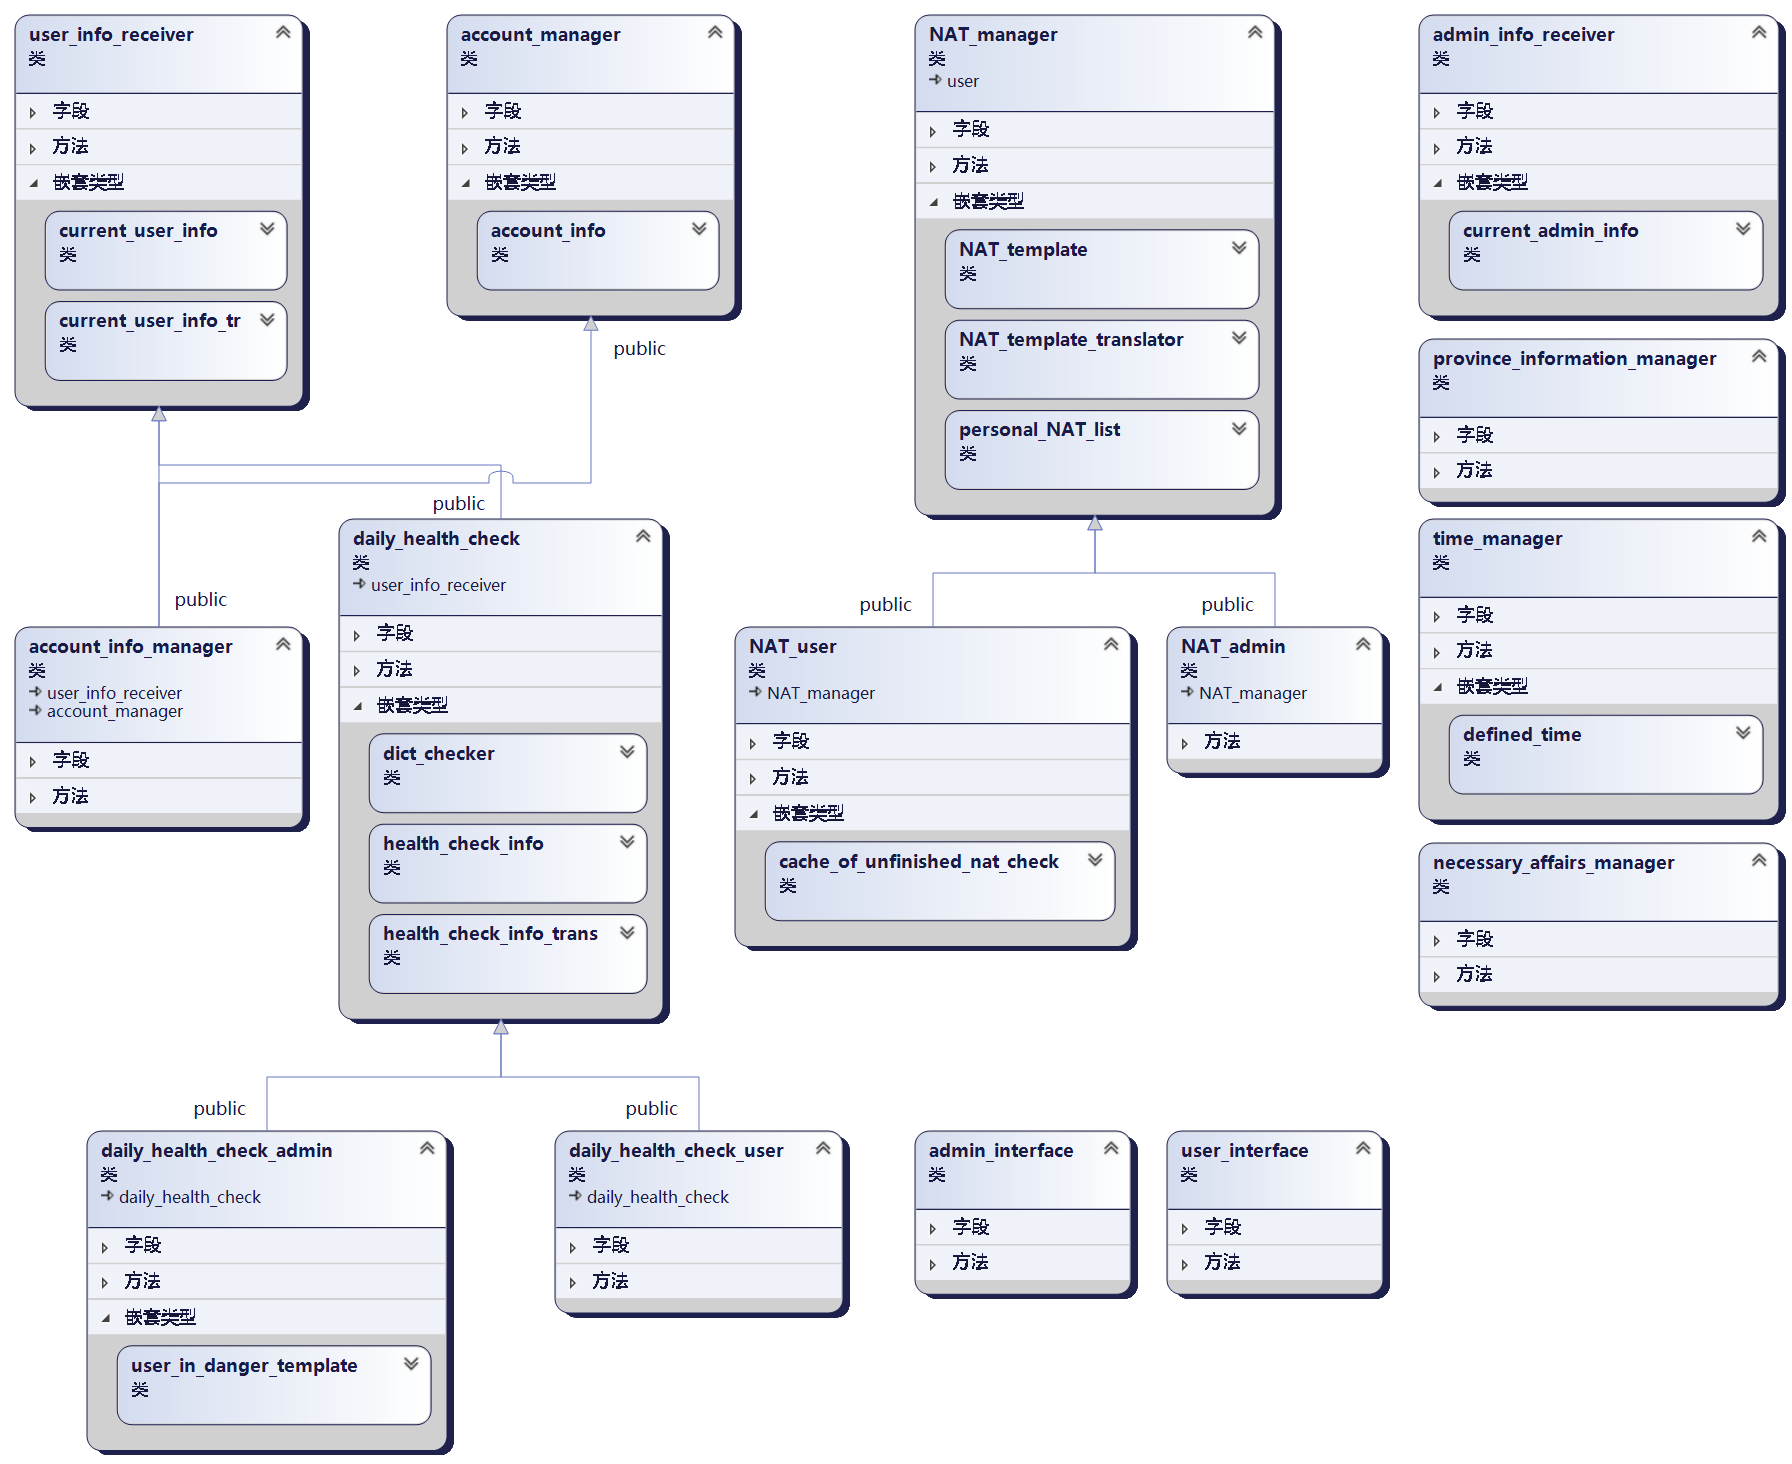 user_info_receiver
类
字段
方法
嵌套类型
current_user_info
类
current_user_info_tr
类
account_manager
类
字段
方法
嵌套类型
account_info
类
public
NAT_manager
类
user
字段
方法
嵌套类型
NAT_template
类
NAT_template_translator
类
personal_NAT_list
类
admin_info_receiver
类
字段
方法
嵌套类型
current_admin_info
类
province_information_manager
类
字段
方法
time_manager
类
字段
方法
嵌套类型
defined_time
类
necessary_affairs_manager
类
字段
方法
public
account_info_manager
类
user_info_receiver
account_manager
字段
方法
public
daily_health_check
类
user_info_receiver
字段
方法
嵌套类型
dict_checker
类
health_check_info
类
health_check_info_trans
类
public
NAT_user
类
NAT_manager
字段
方法
嵌套类型
cache_of_unfinished_nat_check
类
public
NAT_admin
类
NAT_manager
方法
public
daily_health_check_admin
类
daily_health_check
字段
方法
嵌套类型
user_in_danger_template
类
public
daily_health_check_user
类
daily_health_check
字段
方法
admin_interface
类
字段
方法
user_interface
类
字段
方法